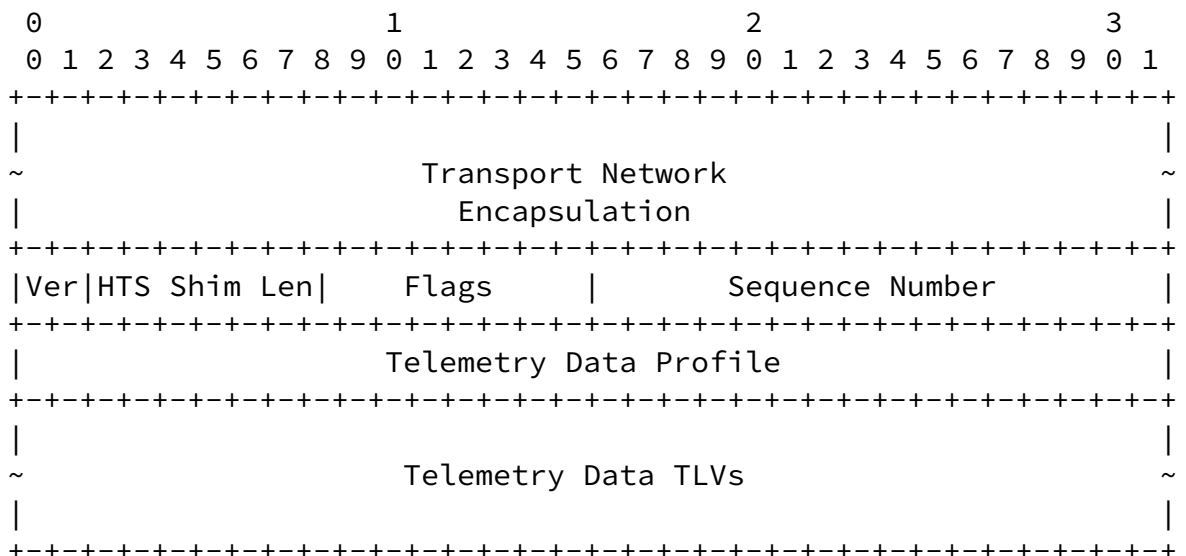 0                   1                   2                   3
 0 1 2 3 4 5 6 7 8 9 0 1 2 3 4 5 6 7 8 9 0 1 2 3 4 5 6 7 8 9 0 1
+-+-+-+-+-+-+-+-+-+-+-+-+-+-+-+-+-+-+-+-+-+-+-+-+-+-+-+-+-+-+-+-+
|                                                               |
~                      Transport Network                        ~
|                        Encapsulation                          |
+-+-+-+-+-+-+-+-+-+-+-+-+-+-+-+-+-+-+-+-+-+-+-+-+-+-+-+-+-+-+-+-+
|Ver|HTS Shim Len|    Flags     |       Sequence Number         |
+-+-+-+-+-+-+-+-+-+-+-+-+-+-+-+-+-+-+-+-+-+-+-+-+-+-+-+-+-+-+-+-+
|                    Telemetry Data Profile                     |
+-+-+-+-+-+-+-+-+-+-+-+-+-+-+-+-+-+-+-+-+-+-+-+-+-+-+-+-+-+-+-+-+
|                                                               |
~                     Telemetry Data TLVs                       ~
|                                                               |
+-+-+-+-+-+-+-+-+-+-+-+-+-+-+-+-+-+-+-+-+-+-+-+-+-+-+-+-+-+-+-+-+